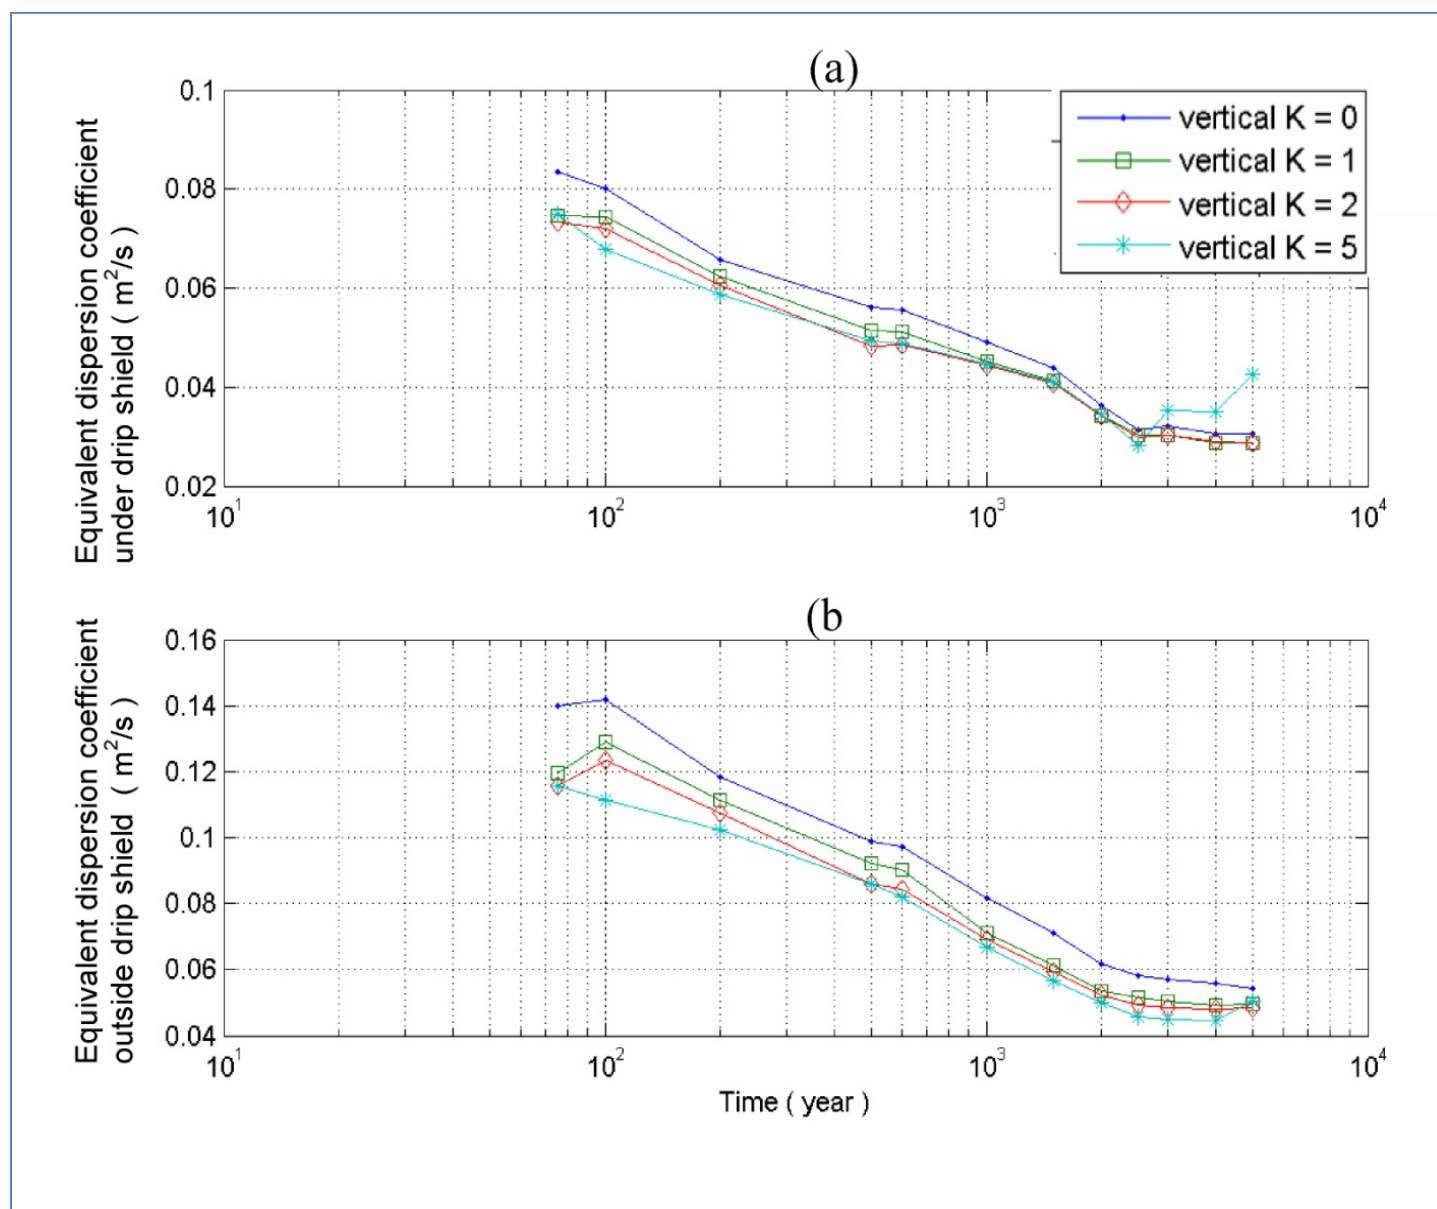 (a)
0.1
0.08
0.06
0.04
0.02
Equivalent dispersion coefficient
under drip shield ( m²/s )
vertical K = 0
vertical K = 1
vertical K = 2
vertical K = 5
10¹
10²
10³
10⁴
(b
0.16
0.14
0.12
0.1
0.08
0.06
0.04
Equivalent dispersion coefficient
outside drip shield ( m²/s )
10¹
10²
10³
10⁴
Time ( year )